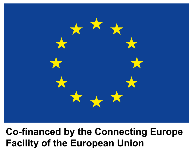 Co-financed by the Connecting Europe
Facility of the European Union